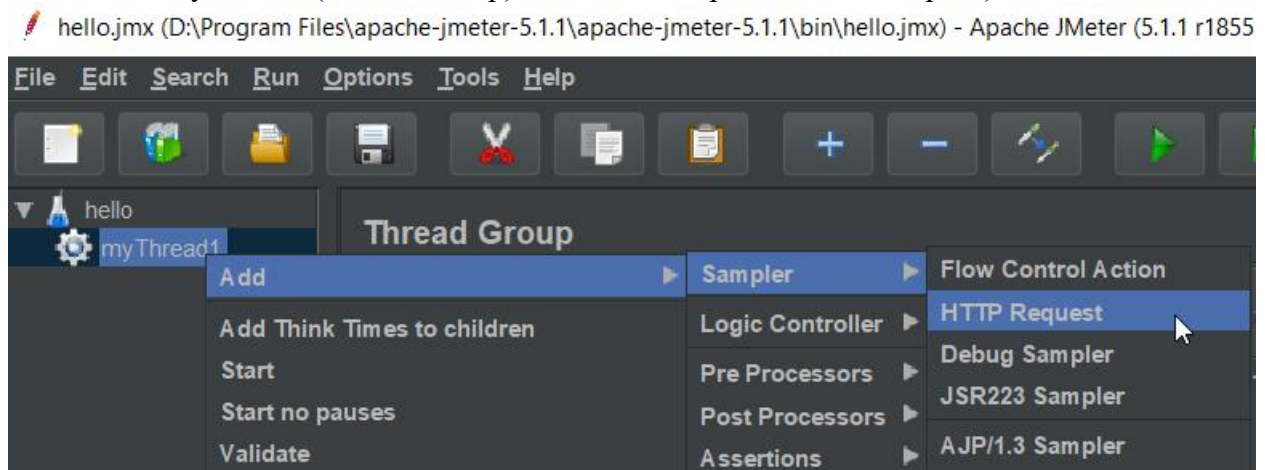 hello.jmx (D:\Program Files\apache-jmeter-5.1.1\apache-jmeter-5.1.1\bin\hello.jmx) - Apache JMeter (5.1.1 r1855
File Edit Search Run Options Tools Help
hello
myThread1
Thread Group
Add
Add Think Times to children
Start
Start no pauses
Validate
Sampler
Logic Controller
Pre Processors
Post Processors
Assertions
Flow Control Action
HTTP Request
Debug Sampler
JSR223 Sampler
AJP/1.3 Sampler